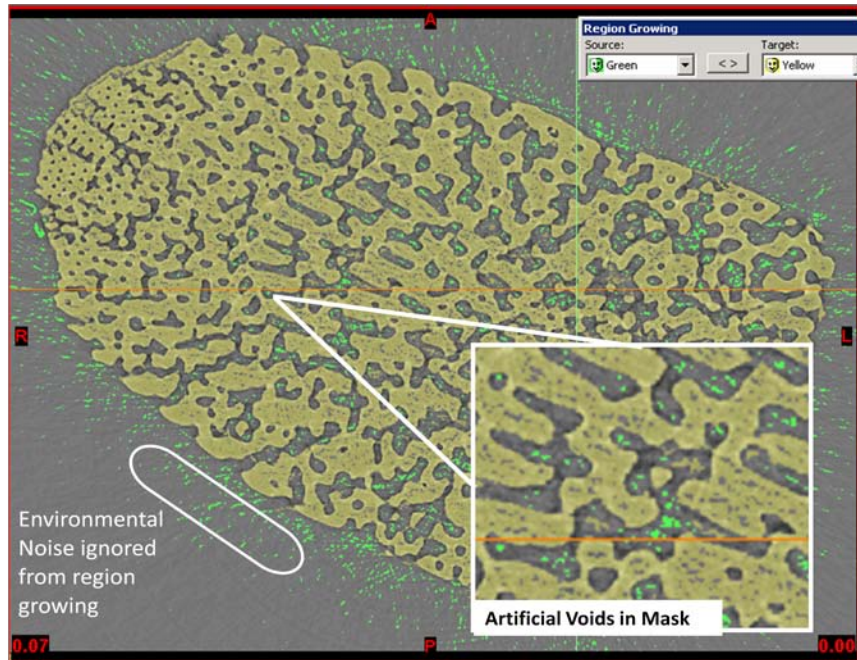 A
Region Growing
Source:
Target:
Green
< >
Yellow
R
L
Environmental
Noise ignored
from region
growing
Artificial Voids in Mask
0.07
P
0.00